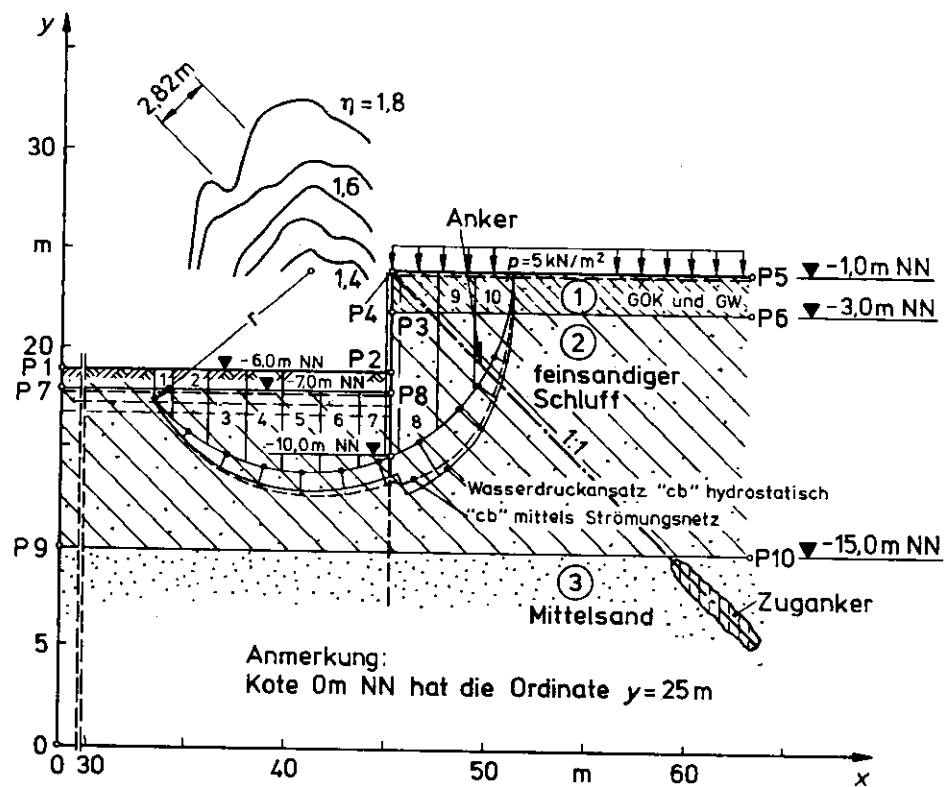 y
2,82m
η=1,8
30
1,6
Anker
m
p=5kN/m²
P5 -1,0m NN
1,4
9 10 1 GOK und GW
P4 P3
P6 -3,0m NN
r
2
20
P1 -6,0m NN P2
feinsandiger
Schluff
1 2
P7 -7,0m NN P8
3 4 5 6 7 8
1:1
-10,0m NN
Wasserdruckansatz "cb" hydrostatisch
"cb" mittels Strömungsnetz
P9
P10 -15,0m NN
3
Mittelsand
Zuganker
5
Anmerkung:
Kote 0m NN hat die Ordinate y=25m
0
0 30 40 50 m 60 x